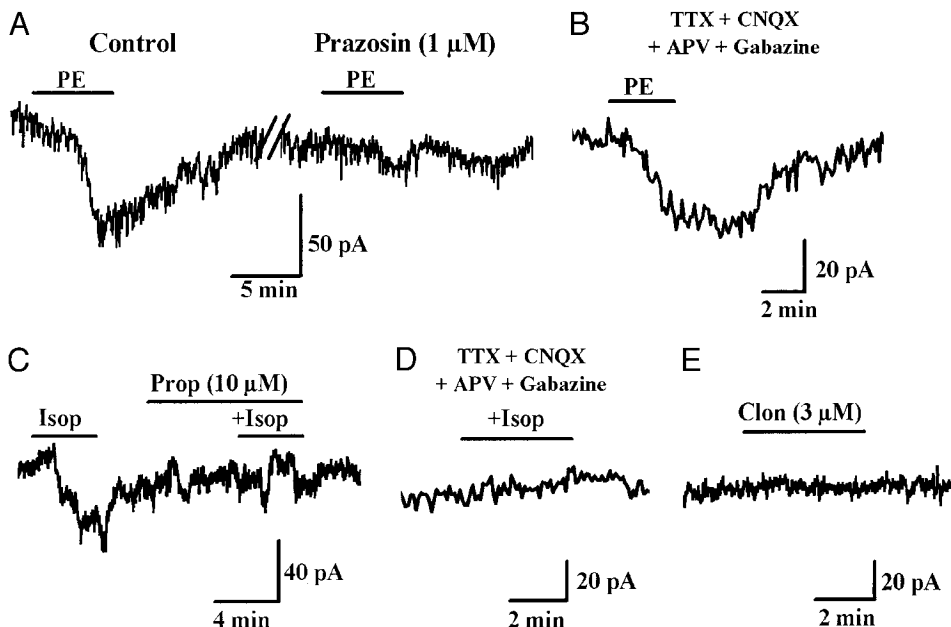 A
Control
Prazosin (1 µM)
PE
PE
50 pA
5 min
B
TTX + CNQX
+ APV + Gabazine
PE
20 pA
2 min
C
Prop (10 µM)
Isop
+Isop
40 pA
4 min
D
TTX + CNQX
+ APV + Gabazine
+Isop
20 pA
2 min
E
Clon (3 µM)
20 pA
2 min